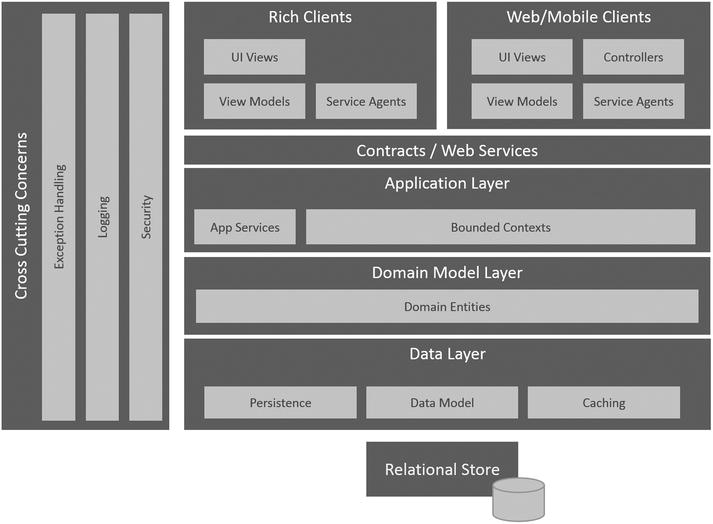 Cross Cutting Concerns
Exception Handling
Logging
Security
Rich Clients
UI Views
View Models
Service Agents
Web/Mobile Clients
UI Views
Controllers
View Models
Service Agents
Contracts / Web Services
Application Layer
App Services
Bounded Contexts
Domain Model Layer
Domain Entities
Data Layer
Persistence
Data Model
Caching
Relational Store